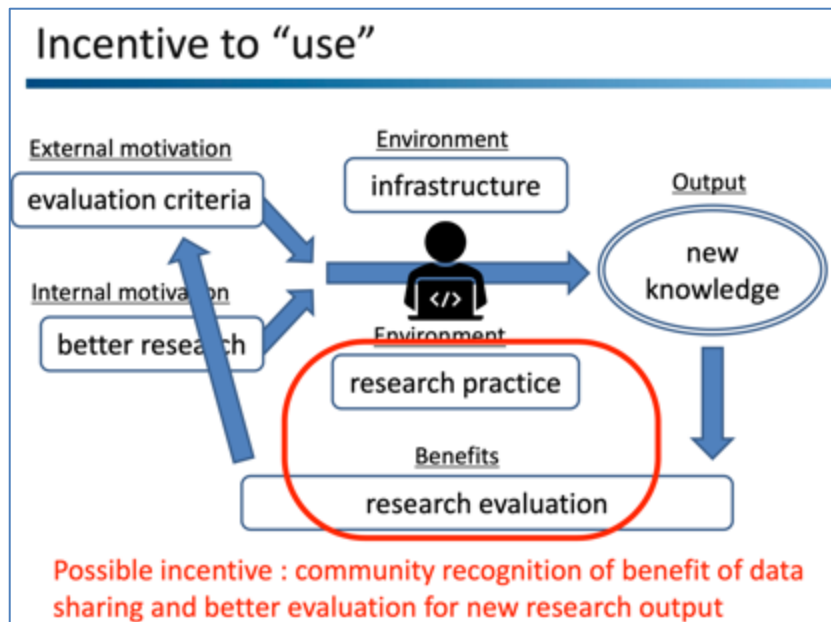 Incentive to “use”
External motivation
evaluation criteria
Environment
infrastructure
Output
new
knowledge
Internal motivation
better research
</>
Environment
research practice
Benefits
research evaluation
Possible incentive : community recognition of benefit of data
sharing and better evaluation for new research output